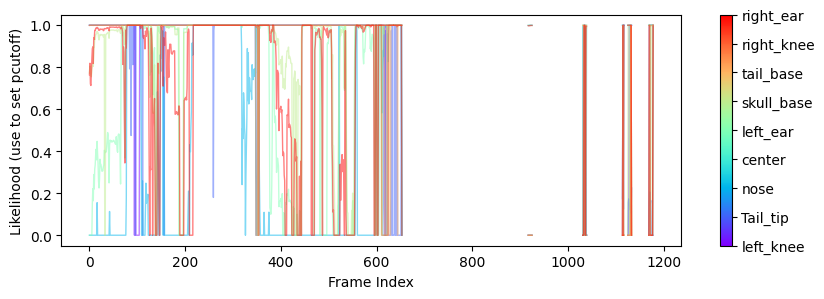 Likelihood (use to set pcutoff)
1.0
0.8
0.6
0.4
0.2
0.0
0
200
400
600
800
1000
1200
Frame Index
right_ear
right_knee
tail_base
skull_base
left_ear
center
nose
Tail_tip
left_knee